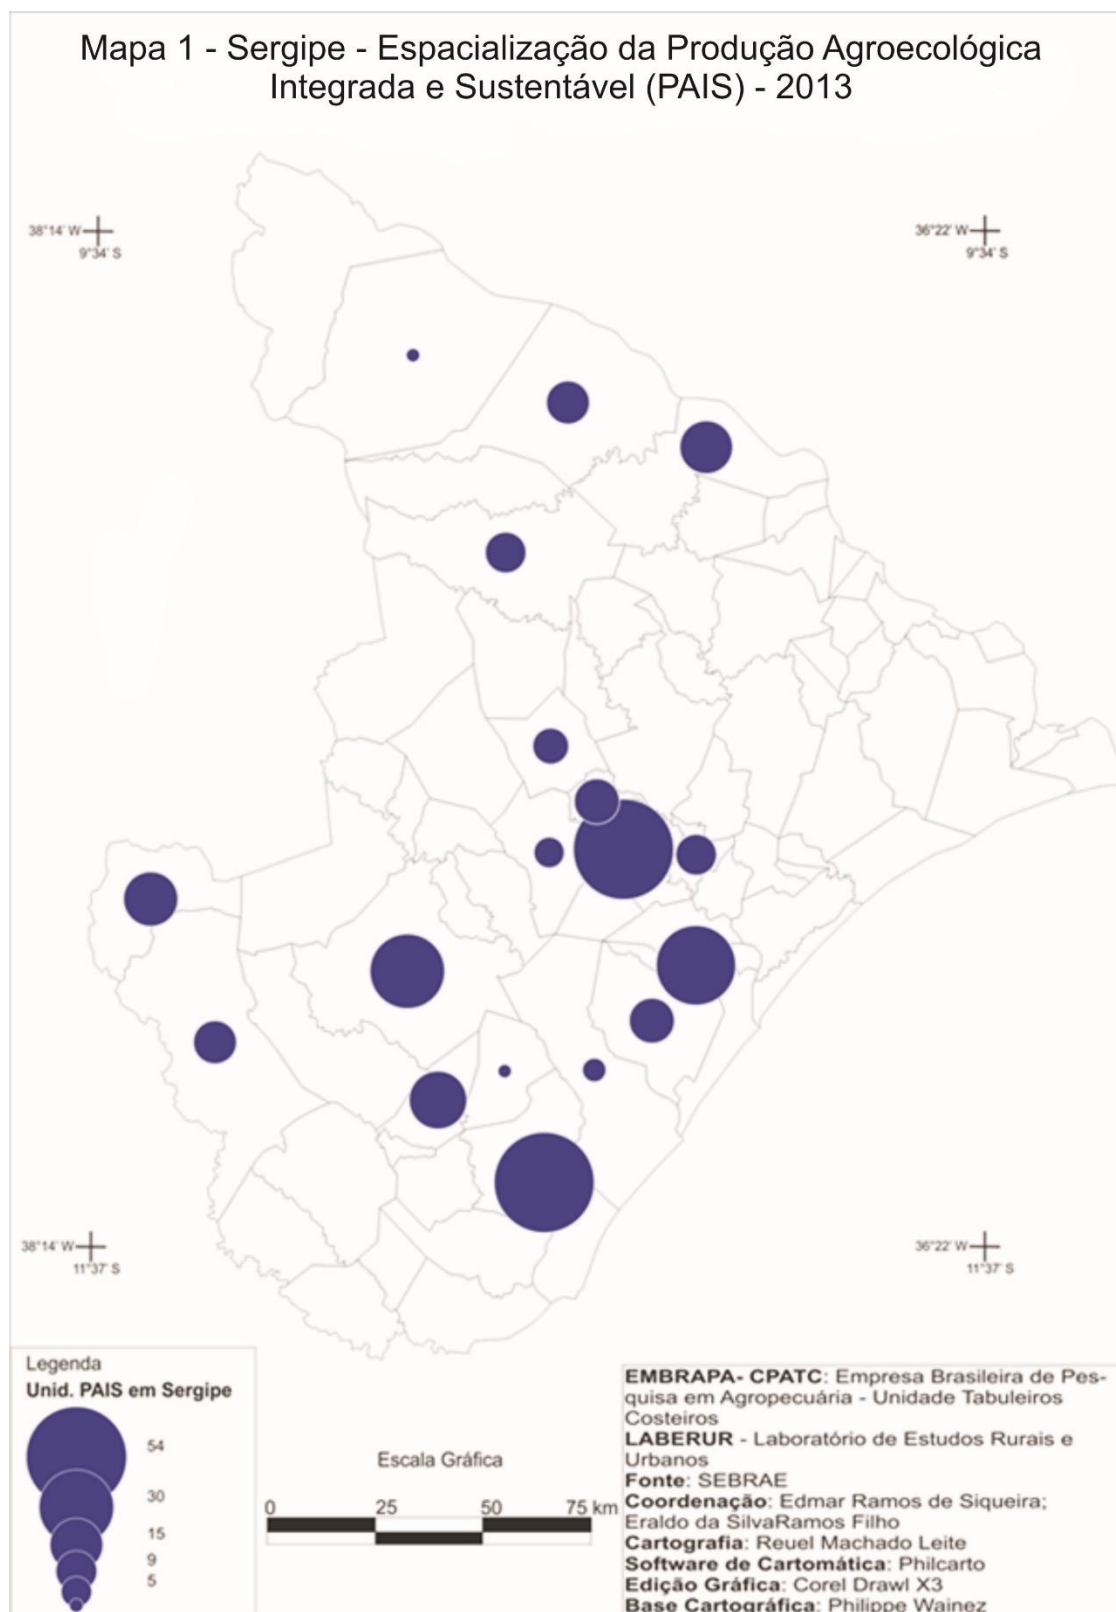 Mapa 1 - Sergipe - Espacialização da Produção Agroecológica
Integrada e Sustentável (PAIS) - 2013
38°14' W
9°34' S
36°22' W
9°34' S
38°14' W
11°37' S
36°22' W
11°37' S
Legenda
Unid. PAIS em Sergipe
54
30
15
9
5
Escala Gráfica
0 25 50 75 km
EMBRAPA- CPATC: Empresa Brasileira de Pes-
quisa em Agropecuária - Unidade Tabuleiros
Costeiros
LABERUR - Laboratório de Estudos Rurais e
Urbanos
Fonte: SEBRAE
Coordenação: Edmar Ramos de Siqueira;
Eraldo da SilvaRamos Filho
Cartografia: Reuel Machado Leite
Software de Cartomática: Philcarto
Edição Gráfica: Corel Drawl X3
Base Cartográfica: Philippe Wainez